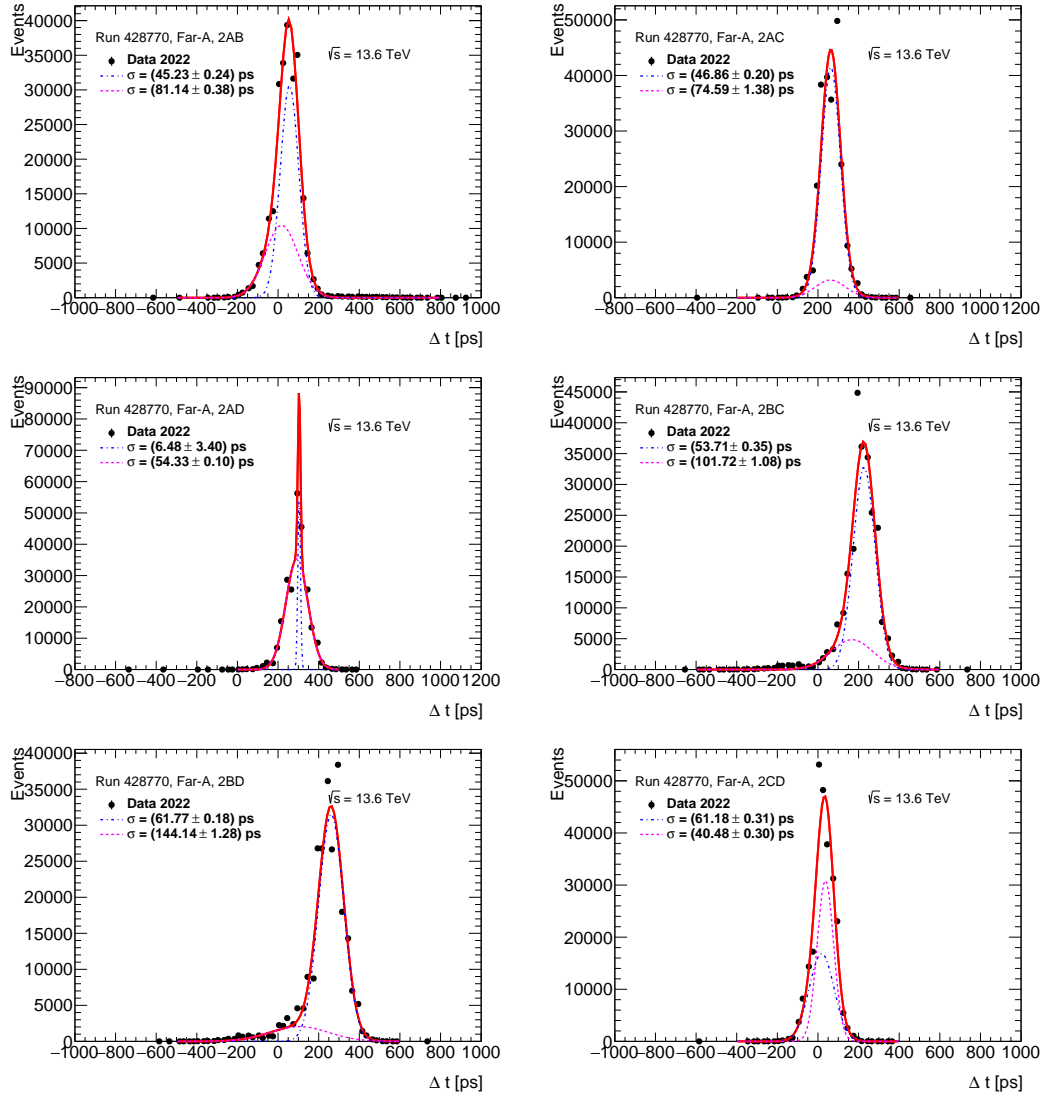 Events
40000
35000
30000
25000
20000
15000
10000
5000
0
Run 428770, Far-A, 2AB
Data 2022
σ = (45.23 ± 0.24) ps
σ = (81.14 ± 0.38) ps
√s = 13.6 TeV
−1000 −800 −600 −400 −200 0 200 400 600 800 1000
Δ t [ps]
Events
50000
40000
30000
20000
10000
0
Run 428770, Far-A, 2AC
Data 2022
σ = (46.86 ± 0.20) ps
σ = (74.59 ± 1.38) ps
√s = 13.6 TeV
−800 −600 −400 −200 0 200 400 600 800 1000 1200
Δ t [ps]
Events
90000
80000
70000
60000
50000
40000
30000
20000
10000
0
Run 428770, Far-A, 2AD
Data 2022
σ = (6.48 ± 3.40) ps
σ = (54.33 ± 0.10) ps
√s = 13.6 TeV
−800 −600 −400 −200 0 200 400 600 800 1000 1200
Δ t [ps]
Events
45000
40000
35000
30000
25000
20000
15000
10000
5000
0
Run 428770, Far-A, 2BC
Data 2022
σ = (53.71 ± 0.35) ps
σ = (101.72 ± 1.08) ps
√s = 13.6 TeV
−1000 −800 −600 −400 −200 0 200 400 600 800 1000
Δ t [ps]
Events
40000
35000
30000
25000
20000
15000
10000
5000
0
Run 428770, Far-A, 2BD
Data 2022
σ = (61.77 ± 0.18) ps
σ = (144.14 ± 1.28) ps
√s = 13.6 TeV
−1000 −800 −600 −400 −200 0 200 400 600 800 1000
Δ t [ps]
Events
50000
40000
30000
20000
10000
0
Run 428770, Far-A, 2CD
Data 2022
σ = (61.18 ± 0.31) ps
σ = (40.48 ± 0.30) ps
√s = 13.6 TeV
−1000 −800 −600 −400 −200 0 200 400 600 800 1000
Δ t [ps]